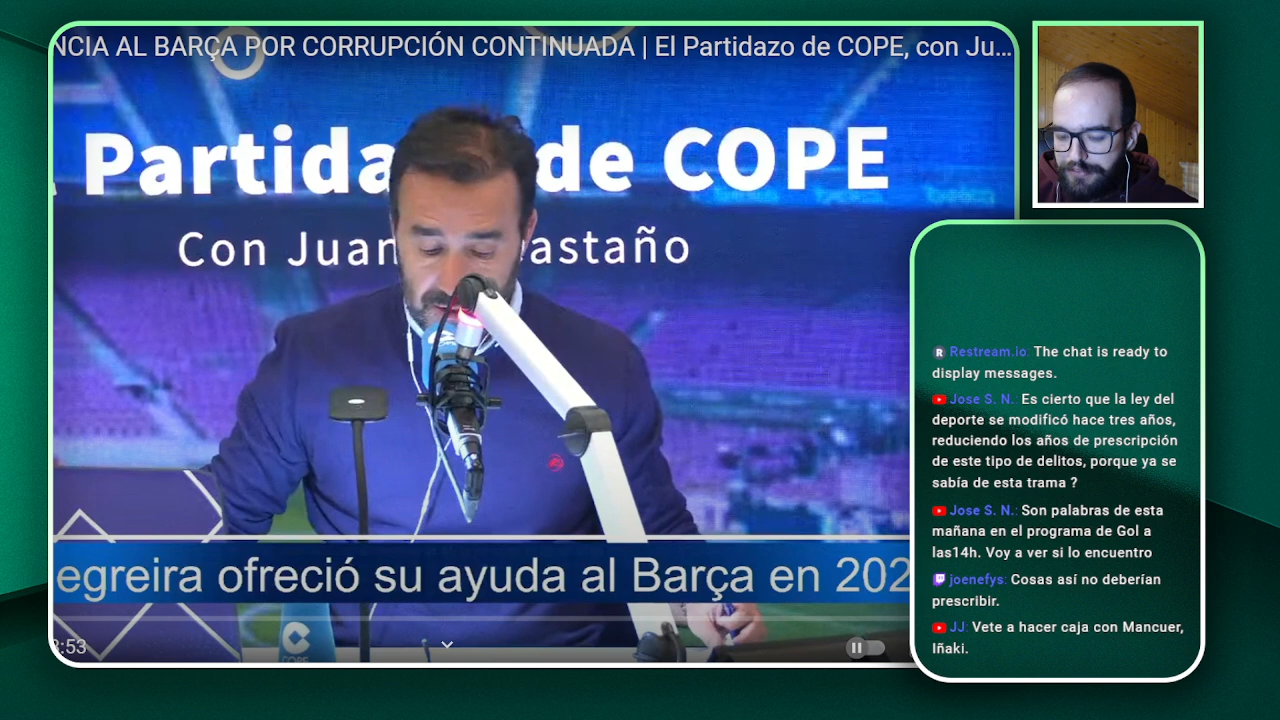 NCIA AL BARÇA POR CORRUPCIÓN CONTINUADA | El Partidazo de COPE, con Ju...
Partida de COPE
Con Juan astaño
egreira ofreció su ayuda al Barça en 202
:53
COPE
Restream.io: The chat is ready to
display messages.
Jose S. N.: Es cierto que la ley del
deporte se modificó hace tres años,
reduciendo los años de prescripción
de este tipo de delitos, porque ya se
sabía de esta trama ?
Jose S. N.: Son palabras de esta
mañana en el programa de Gol a
las14h. Voy a ver si lo encuentro
joenefys: Cosas así no deberían
prescribir.
JJ: Vete a hacer caja con Mancuer,
Iñaki.